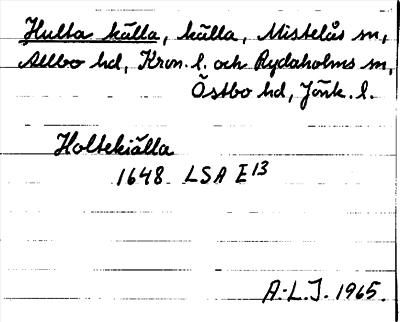 Hulta källa, källa, Mistelås sn,
Allbo hd, Kron. l. och Rydaholms sn,
Östbo hd, Jönk. l.
Holtekiälla
1648 LSA E13
A.-L.J. 1965.